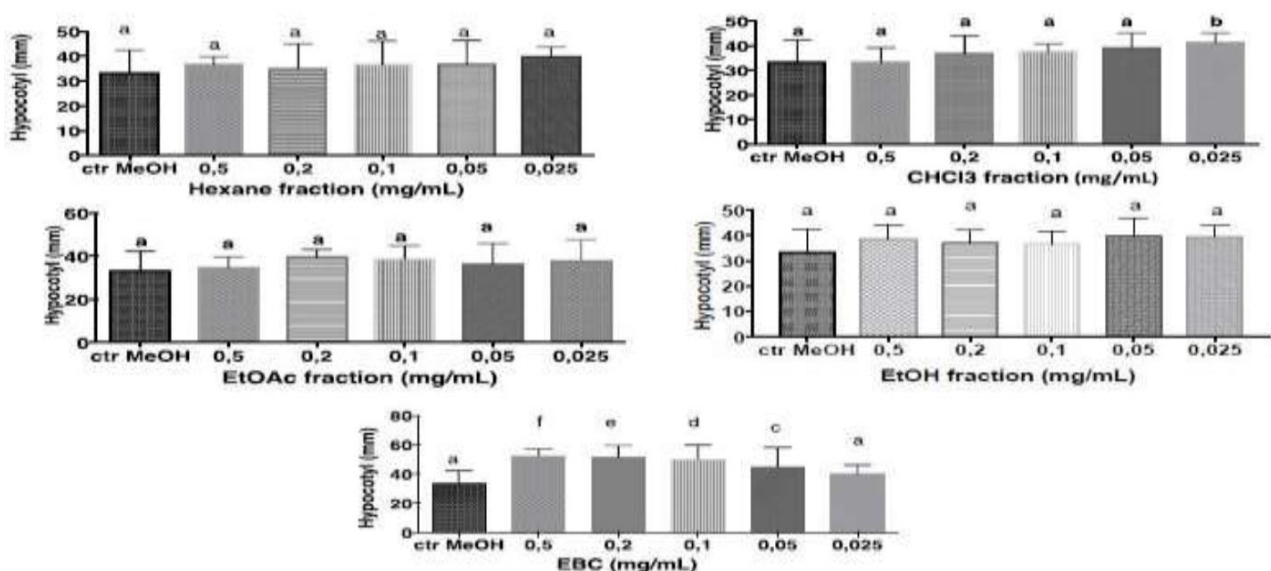 a a a a a a
Hypocotyl (mm)
50
40
30
20
10
0
ctr MeOH 0,5 0,2 0,1 0,05 0,025
Hexane fraction (mg/mL)
a a a a a b
Hypocotyl (mm)
50
40
30
20
10
0
ctr MeOH 0,5 0,2 0,1 0,05 0,025
CHCl3 fraction (mg/mL)
a a a a a a
Hypocotyl (mm)
60
40
20
0
ctr MeOH 0,5 0,2 0,1 0,05 0,025
EtOAc fraction (mg/mL)
a a a a a a
Hypocotyl (mm)
50
40
30
20
10
0
ctr MeOH 0,5 0,2 0,1 0,05 0,025
EtOH fraction (mg/mL)
a f e d c a
Hypocotyl (mm)
80
60
40
20
0
ctr MeOH 0,5 0,2 0,1 0,05 0,025
EBC (mg/mL)